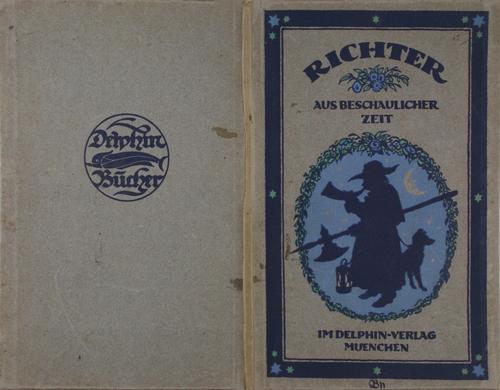 Delphin
Bücher
RICHTER
AUS BESCHAULICHER
ZEIT
IM DELPHIN-VERLAG
MUENCHEN